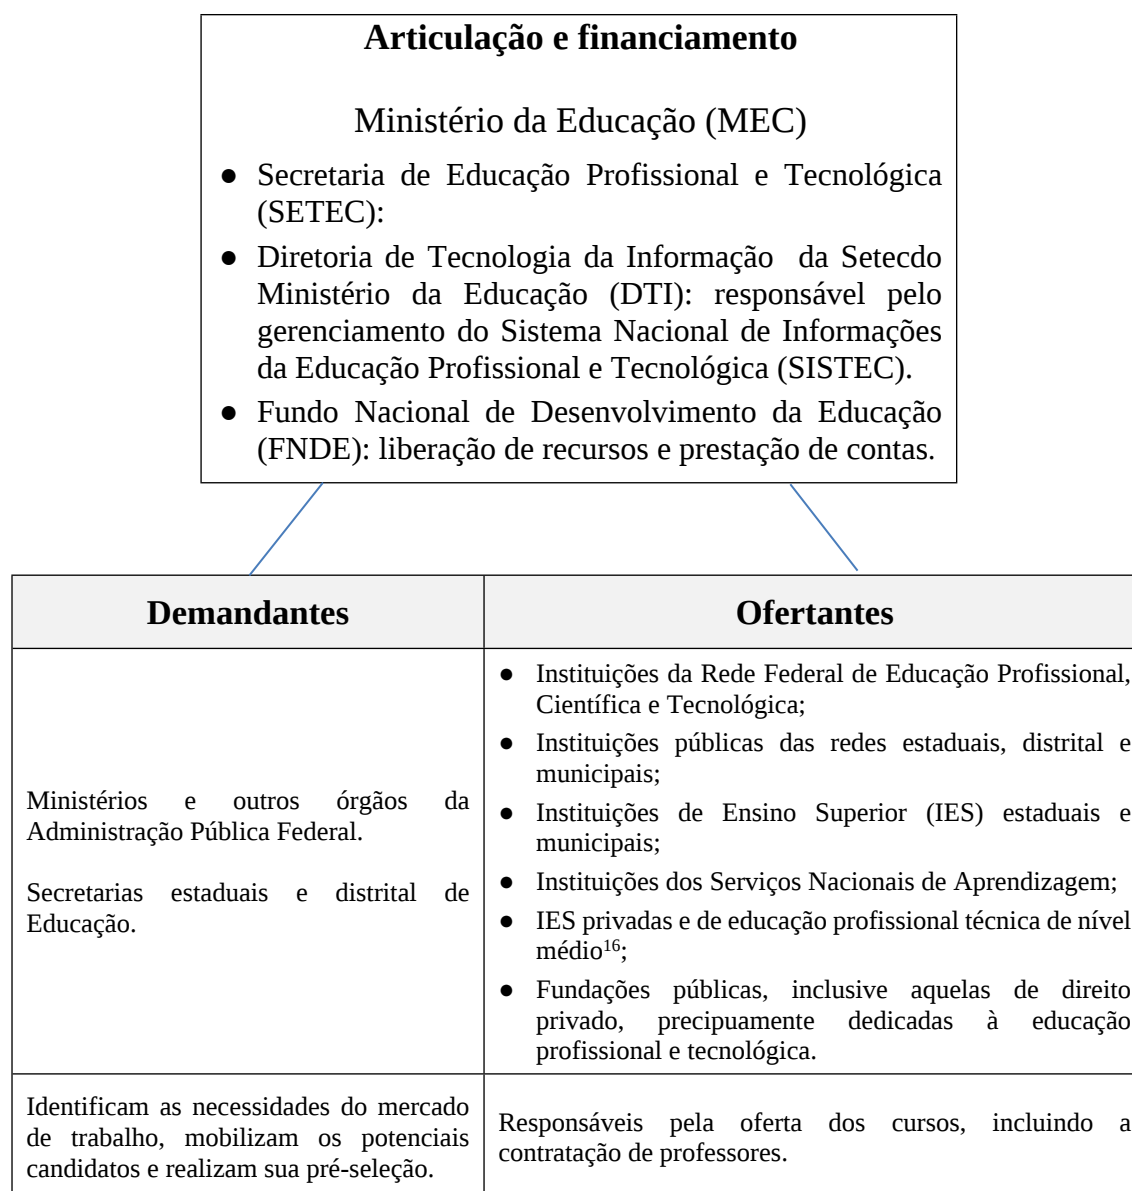 Articulação e financiamento
Ministério da Educação (MEC)
● Secretaria de Educação Profissional e Tecnológica
(SETEC):
● Diretoria de Tecnologia da Informação da Setecdo
Ministério da Educação (DTI): responsável pelo
gerenciamento do Sistema Nacional de Informações
da Educação Profissional e Tecnológica (SISTEC).
● Fundo Nacional de Desenvolvimento da Educação
(FNDE): liberação de recursos e prestação de contas.
Demandantes
Ofertantes
Ministérios e outros órgãos da
Administração Pública Federal.
Secretarias estaduais e distrital de
Educação.
● Instituições da Rede Federal de Educação Profissional,
Científica e Tecnológica;
● Instituições públicas das redes estaduais, distrital e
municipais;
● Instituições de Ensino Superior (IES) estaduais e
municipais;
● Instituições dos Serviços Nacionais de Aprendizagem;
● IES privadas e de educação profissional técnica de nível
médio16;
● Fundações públicas, inclusive aquelas de direito
privado, precipuamente dedicadas à educação
profissional e tecnológica.
Identificam as necessidades do mercado
de trabalho, mobilizam os potenciais
candidatos e realizam sua pré-seleção.
Responsáveis pela oferta dos cursos, incluindo a
contratação de professores.